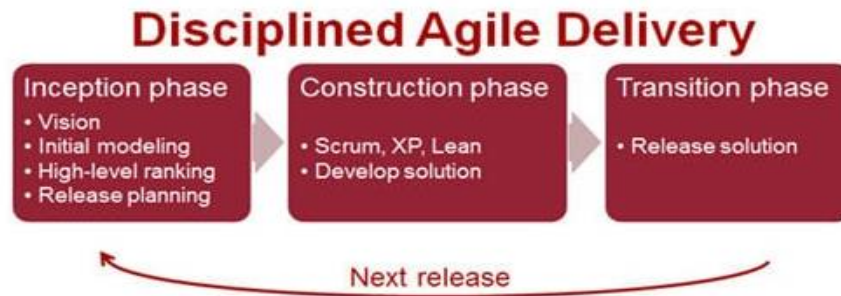 Disciplined Agile Delivery
Inception phase
• Vision
• Initial modeling
• High-level ranking
• Release planning
Construction phase
• Scrum, XP, Lean
• Develop solution
Transition phase
• Release solution
Next release